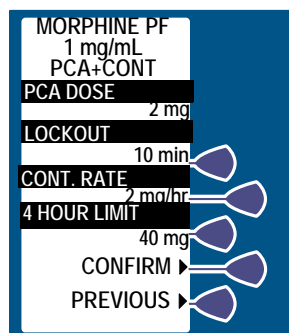 MORPHINE PF
1 mg/mL
PCA+CONT
PCA DOSE
2 mg
LOCKOUT
10 min
CONT. RATE
2 mg/hr
4 HOUR LIMIT
40 mg
CONFIRM
PREVIOUS